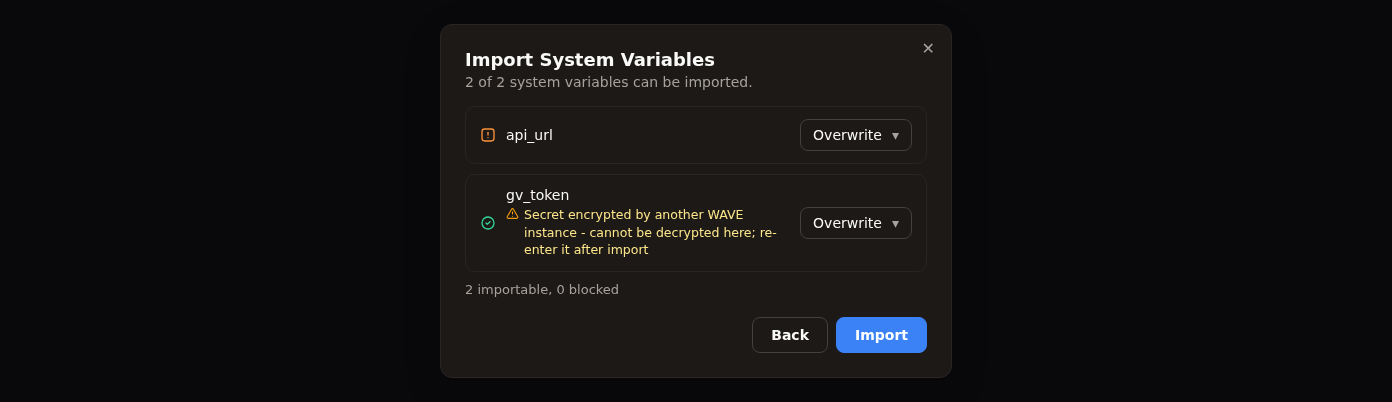 Import System Variables
2 of 2 system variables can be imported.
api_url
Overwrite
gv_token
Secret encrypted by another WAVE
instance - cannot be decrypted here; re-
enter it after import
Overwrite
2 importable, 0 blocked
Back
Import